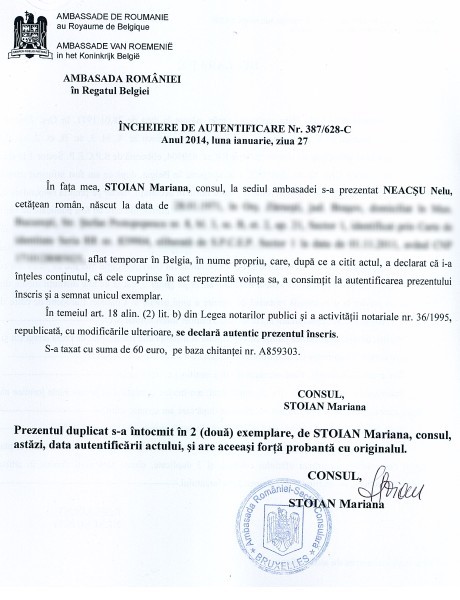 AMBASSADE DE ROUMANIE
au Royaume de Belgique
AMBASSADE VAN ROEMENIË
in het Koninkrijk België
AMBASADA ROMÂNIEI
în Regatul Belgiei
ÎNCHEIERE DE AUTENTIFICARE Nr. 387/628-C
Anul 2014, luna ianuarie, ziua 27
În fața mea, STOIAN Mariana, consul, la sediul ambasadei s-a prezentat NEACȘU Nelu,
cetățean român, născut la data de
aflat temporar în Belgia, în nume propriu, care, după ce a citit actul, a declarat că i-a
înțeles conținutul, că cele cuprinse în act reprezintă voința sa, a consimțit la autentificarea prezentului
înscris și a semnat unicul exemplar.
În temeiul art. 18 alin. (2) lit. b) din Legea notarilor publici și a activității notariale nr. 36/1995,
republicată, cu modificările ulterioare, se declară autentic prezentul înscris.
S-a taxat cu suma de 60 euro, pe baza chitanței nr. A859303.
CONSUL,
STOIAN Mariana
Prezentul duplicat s-a întocmit în 2 (două) exemplare, de STOIAN Mariana, consul,
astăzi, data autentificării actului, și are aceeași forță probantă cu originalul.
CONSUL,
Stoian
STOIAN Mariana
Ambasada României-Secția Consulară
BRUXELLES